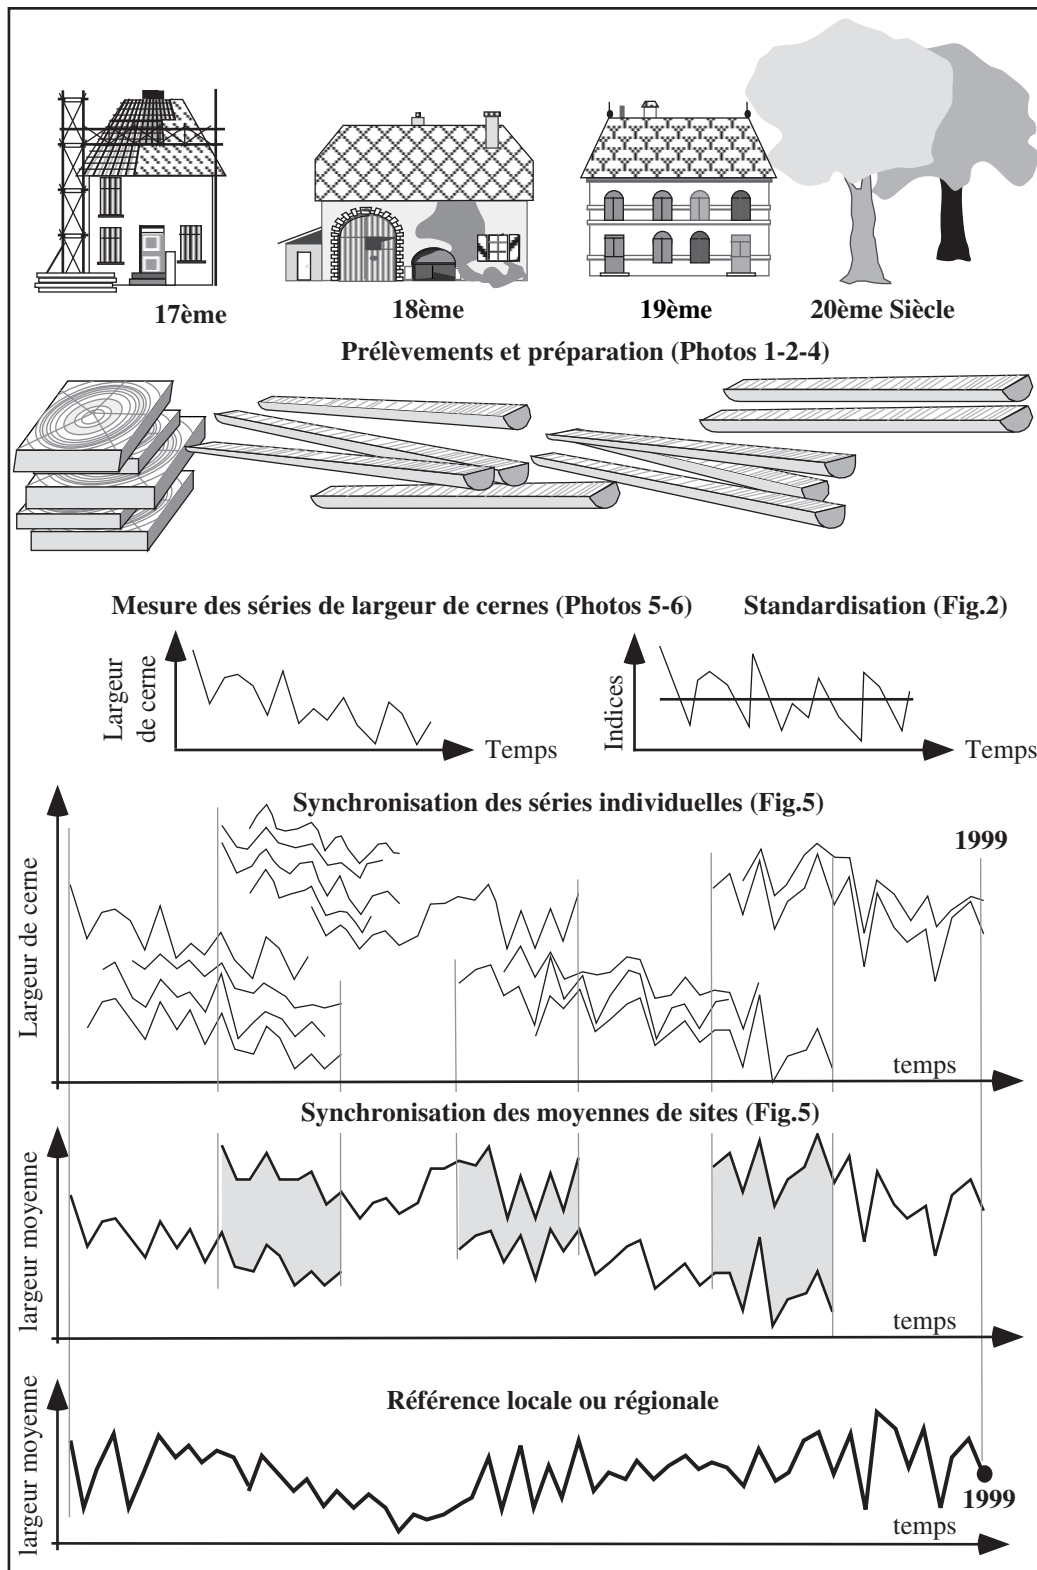 17ème
18ème
19ème
20ème Siècle
Prélèvements et préparation (Photos 1-2-4)
Mesure des séries de largeur de cernes (Photos 5-6)
Standardisation (Fig.2)
Largeur
de cerne
Temps
Indices
Temps
Synchronisation des séries individuelles (Fig.5)
1999
Largeur de cerne
temps
Synchronisation des moyennes de sites (Fig.5)
largeur moyenne
temps
Référence locale ou régionale
largeur moyenne
1999
temps